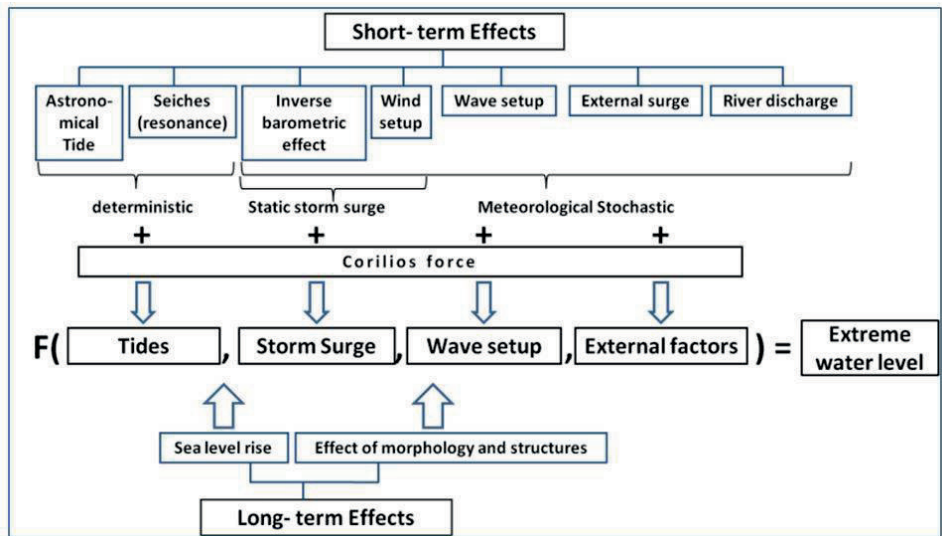 Short- term Effects
Astrono-
mical
Tide
Seiches
(resonance)
Inverse
barometric
effect
Wind
setup
Wave setup
External surge
River discharge
deterministic
Static storm surge
Meteorological Stochastic
+ + + +
Corilios force
F( Tides , Storm Surge , Wave setup , External factors ) = Extreme
water level
Sea level rise
Effect of morphology and structures
Long- term Effects